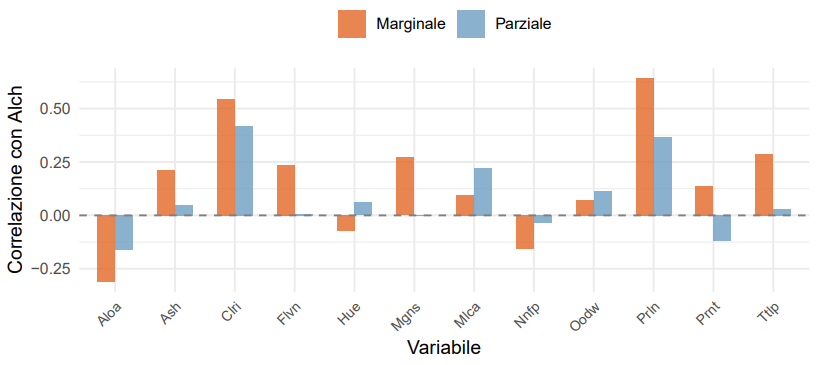 Marginale Parziale
Correlazione con Alch
0.50
0.25
0.00
−0.25
Aloa Ash Clri Flvn Hue Mgns Mlca Nnfp Oodw Prln Prnt Ttlp
Variabile